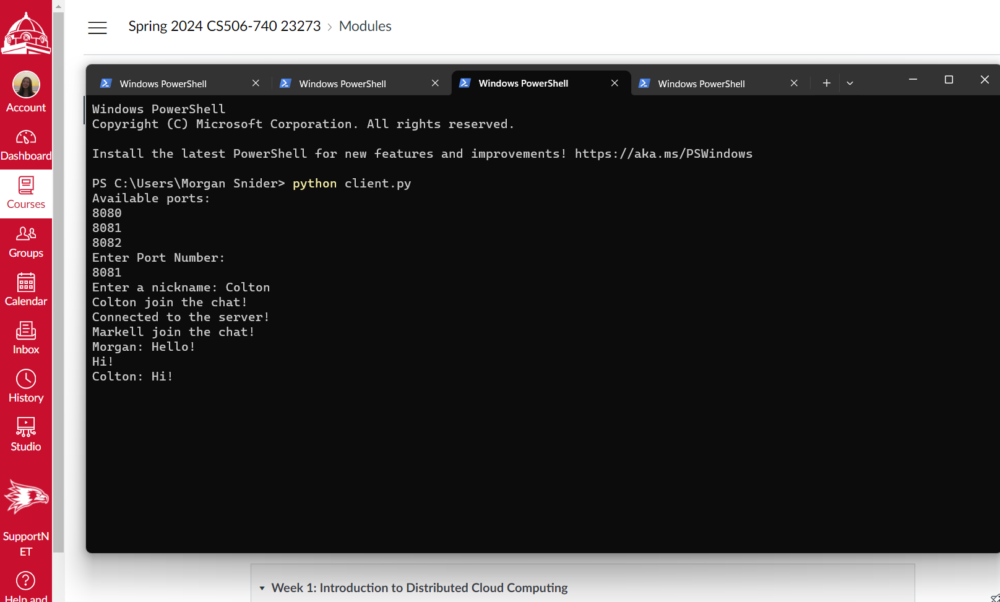 Spring 2024 CS506-740 23273 › Modules
Account
Dashboard
Courses
Groups
Calendar
Inbox
History
Studio
SupportN
ET
Help and
Windows PowerShell
Windows PowerShell
Windows PowerShell
Windows PowerShell
Windows PowerShell
Copyright (C) Microsoft Corporation. All rights reserved.
Install the latest PowerShell for new features and improvements! https://aka.ms/PSWindows
PS C:\Users\Morgan Snider> python client.py
Available ports:
8080
8081
8082
Enter Port Number:
8081
Enter a nickname: Colton
Colton join the chat!
Connected to the server!
Markell join the chat!
Morgan: Hello!
Hi!
Colton: Hi!
Week 1: Introduction to Distributed Cloud Computing